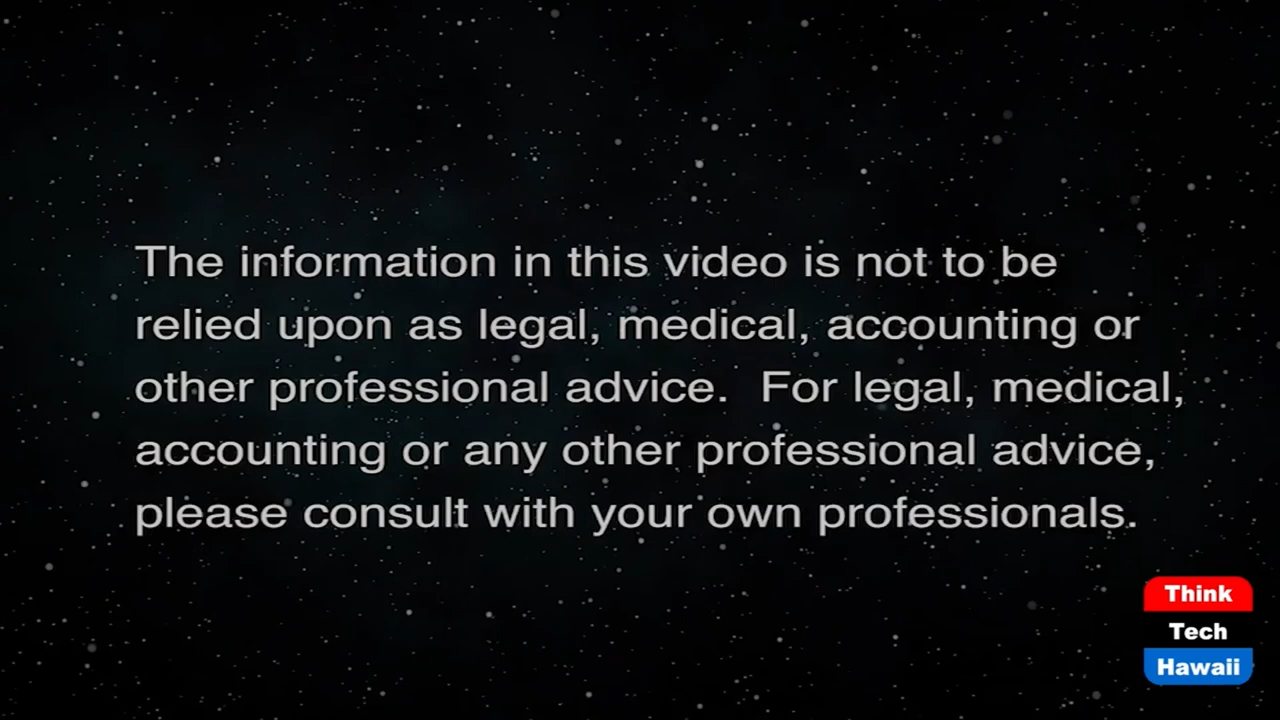 The information in this video is not to be
relied upon as legal, medical, accounting or
other professional advice.  For legal, medical,
accounting or any other professional advice,
please consult with your own professionals.
Think
Tech
Hawaii